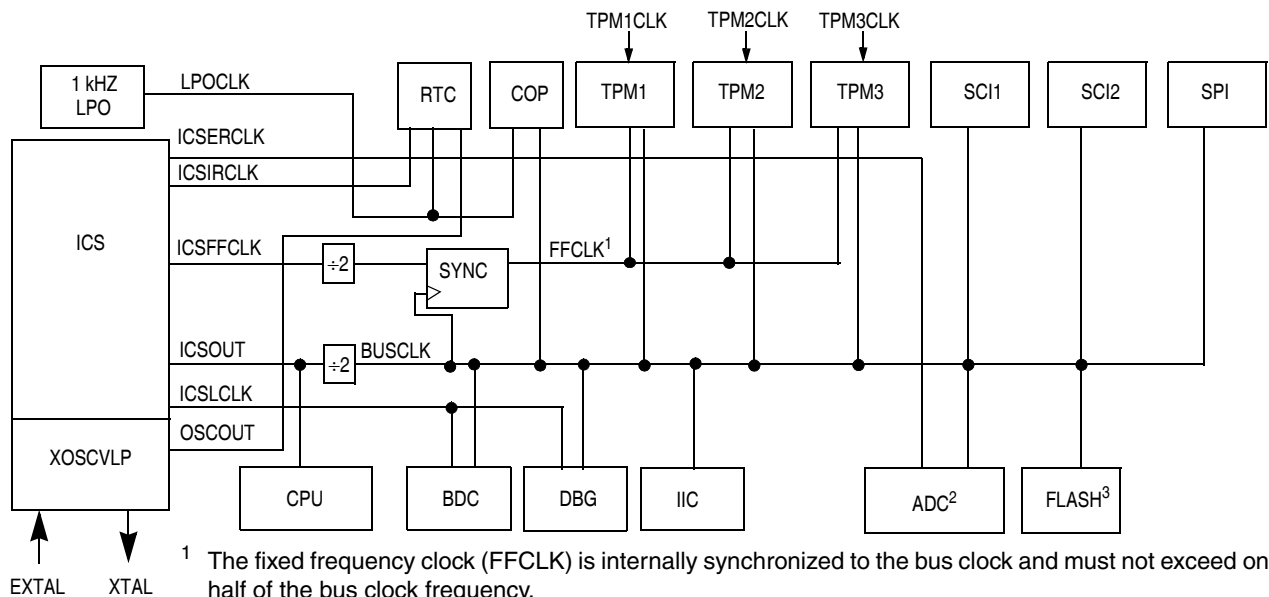 TPM1CLK
TPM2CLK
TPM3CLK
1 kHZ
LPO
LPOCLK
RTC
COP
TPM1
TPM2
TPM3
SCI1
SCI2
SPI
ICSERCLK
ICSIRCLK
ICS
ICSFFCLK
÷2
SYNC
FFCLK¹
ICSOUT
÷2
BUSCLK
ICSLCLK
OSCOUT
XOSCVLP
CPU
BDC
DBG
IIC
ADC²
FLASH³
EXTAL
XTAL
¹ The fixed frequency clock (FFCLK) is internally synchronized to the bus clock and must not exceed on
half of the bus clock frequency.